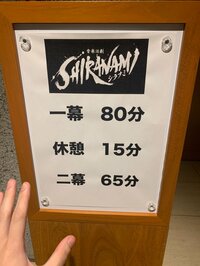 音楽活劇
SHIRANAMI
シラナミ
一幕 80分
休憩 15分
二幕 65分